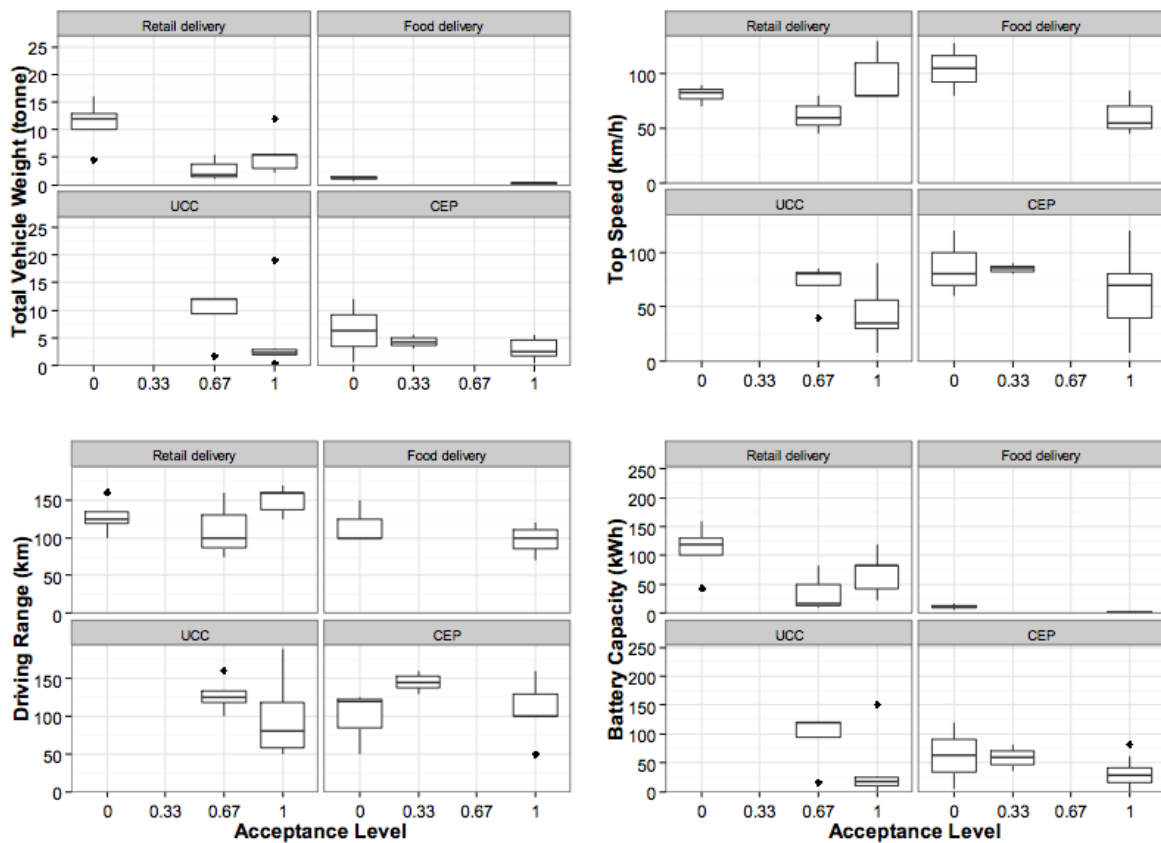 Retail delivery Food delivery
25
20
15
10
5
0
UCC CEP
25
20
15
10
5
0
0 0.33 0.67 1 0 0.33 0.67 1
Total Vehicle Weight (tonne)
Retail delivery Food delivery
100
50
0
UCC CEP
100
50
0
0 0.33 0.67 1 0 0.33 0.67 1
Top Speed (km/h)
Retail delivery Food delivery
150
100
50
0
UCC CEP
150
100
50
0
0 0.33 0.67 1 0 0.33 0.67 1
Driving Range (km)
Acceptance Level
Retail delivery Food delivery
250
200
150
100
50
0
UCC CEP
250
200
150
100
50
0
0 0.33 0.67 1 0 0.33 0.67 1
Battery Capacity (kWh)
Acceptance Level